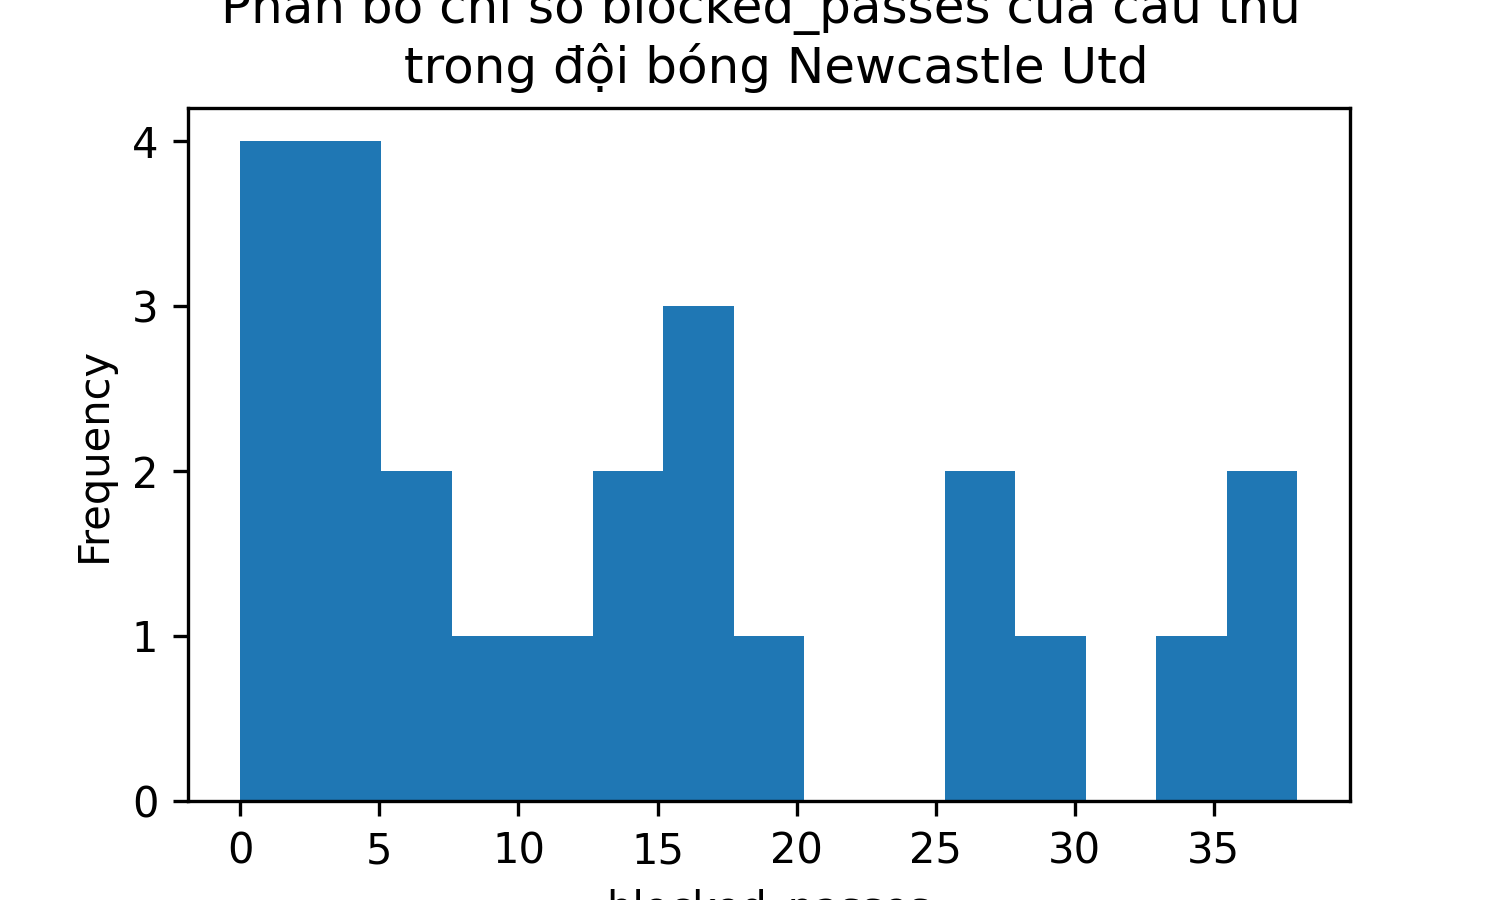 Phân bố chỉ số blocked_passes của cầu thủ
trong đội bóng Newcastle Utd
4
3
2
1
0
Frequency
0 5 10 15 20 25 30 35
blocked_passes